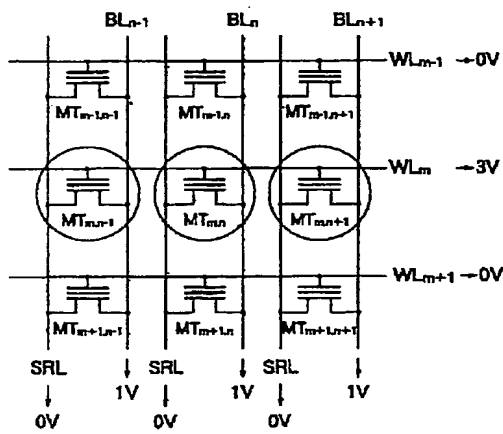 BLn-1 BLn BLn+1
WLm-1 →0V
MTm-1,n-1 MTm-1,n MTm-1,n+1
WLm →3V
MTm,n-1 MTm,n MTm,n+1
WLm+1 →0V
MTm+1,n-1 MTm+1,n MTm+1,n+1
SRL SRL SRL
1V 1V 1V
0V 0V 0V